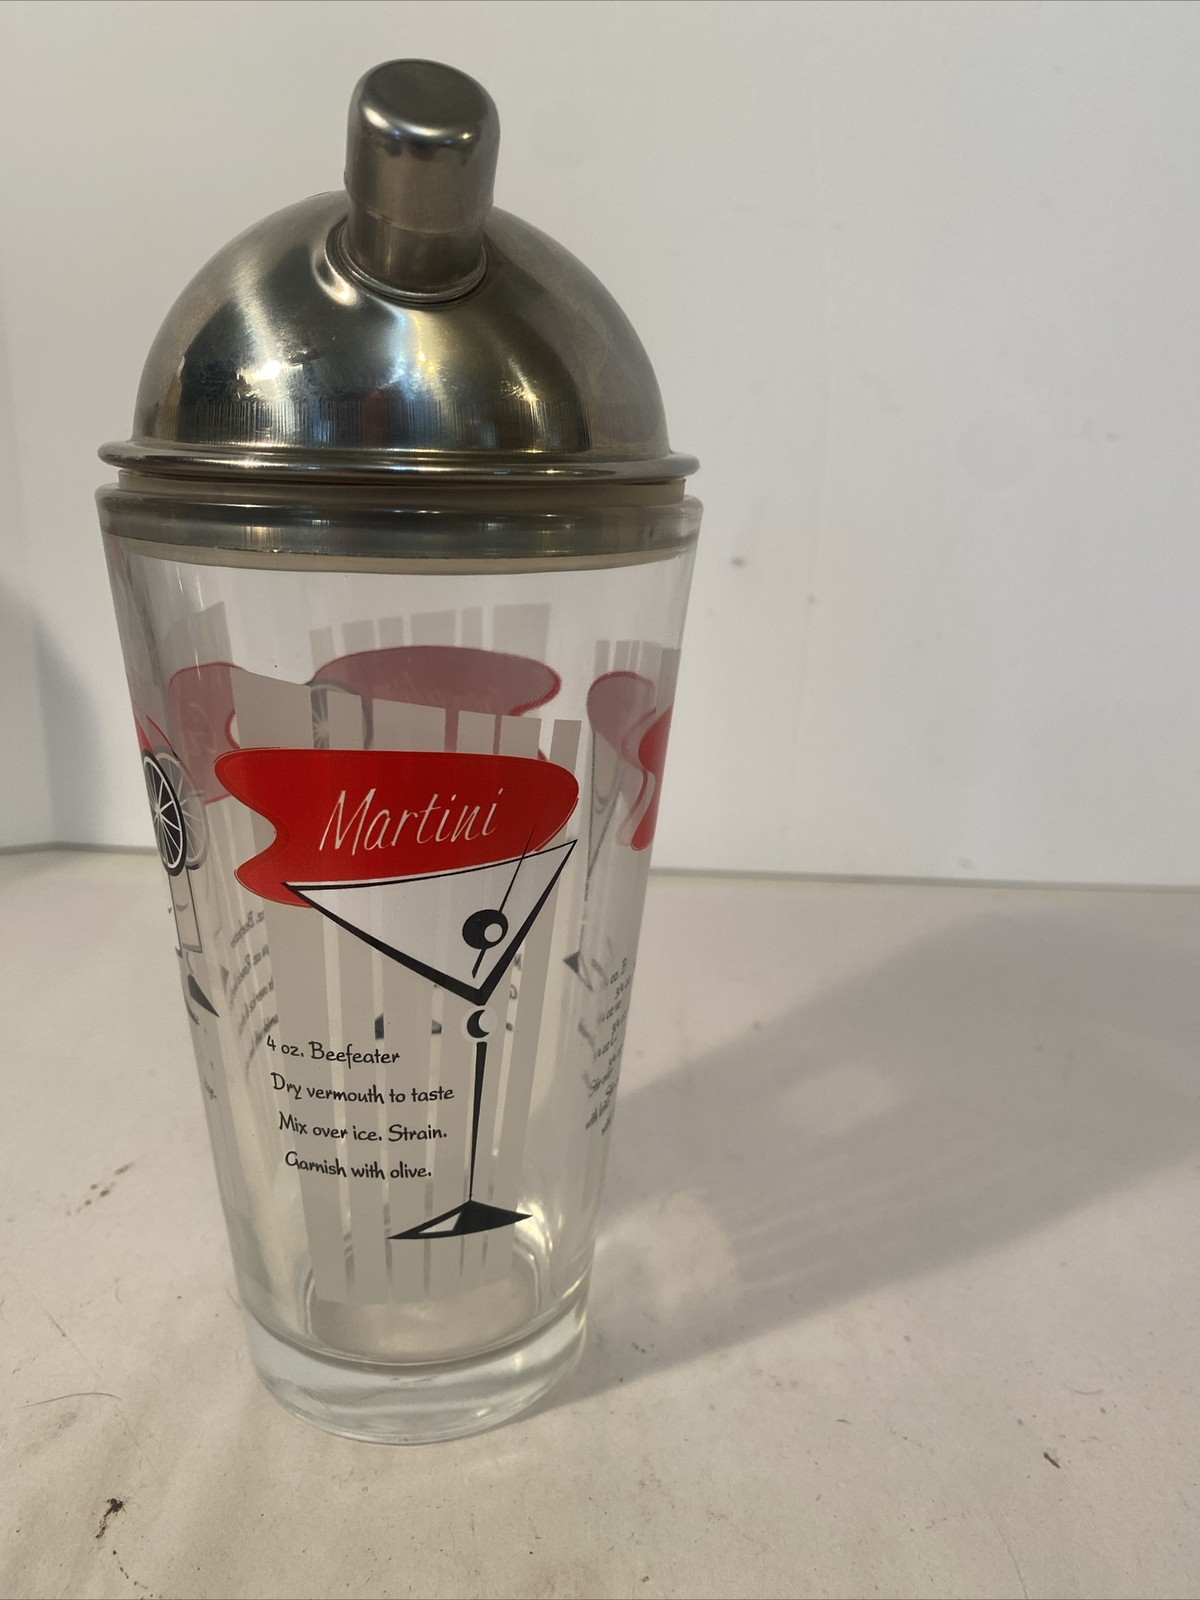 Martini
4 oz. Beefeater
Dry vermouth to taste
Mix over ice. Strain.
Garnish with olive.